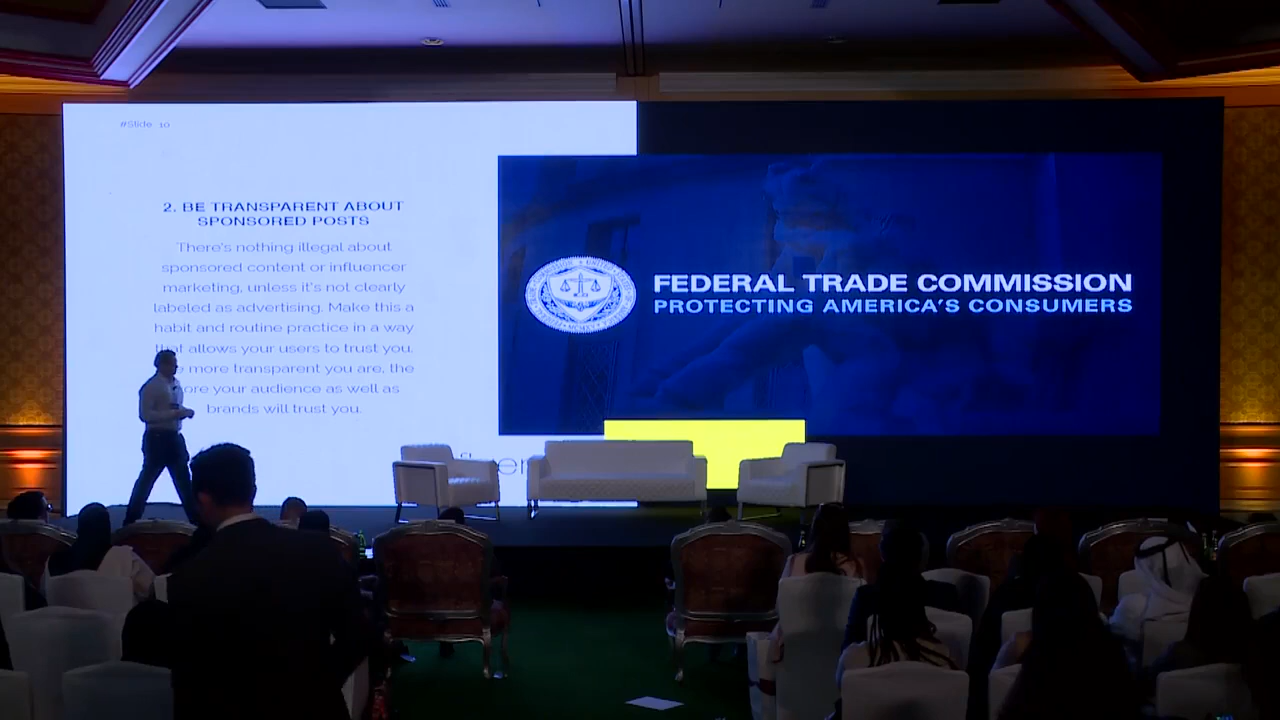 #Slide 10
2. BE TRANSPARENT ABOUT
SPONSORED POSTS
There's nothing illegal about
sponsored content or influencer
marketing, unless it's not clearly
labeled as advertising. Make this a
habit and routine practice in a way
that allows your users to trust you.
more transparent you are, the
your audience as well as
brands will trust you.
FEDERAL TRADE COMMISSION
PROTECTING AMERICA'S CONSUMERS